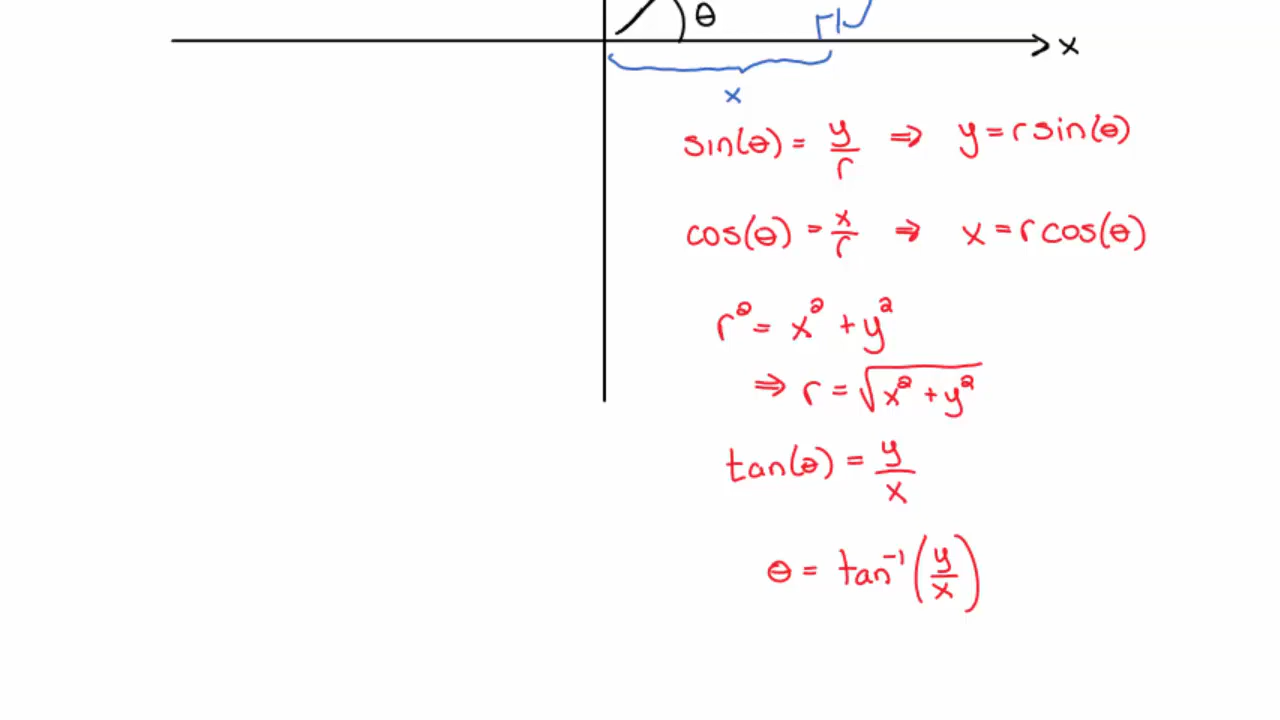 θ
x
x
sin(θ) = y/r ⇒ y = r sin(θ)
cos(θ) = x/r ⇒ x = r cos(θ)
r² = x² + y²
⇒ r = √(x² + y²)
tan(θ) = y/x
θ = tan⁻¹(y/x)